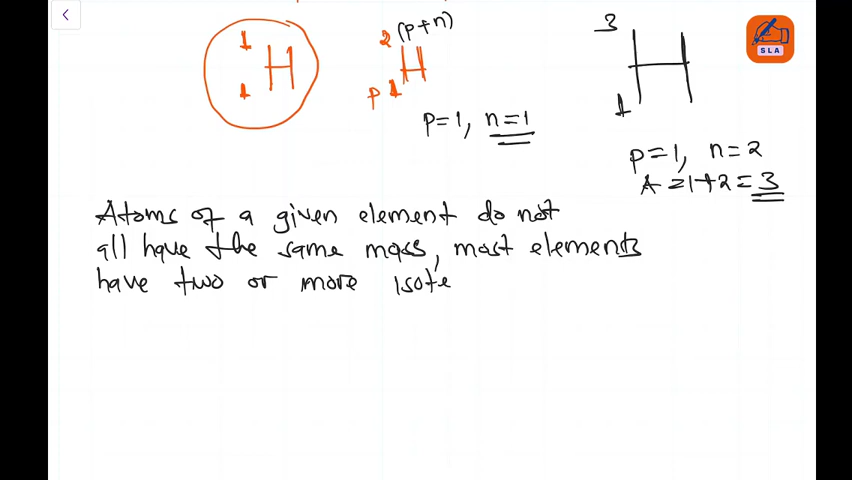 1
1 H
2 (p+n)
p 1 H
p=1, n=1
3
1 H
p=1, n=2
A=1+2=3
SLA
Atoms of a given element do not
all have the same mass, most elements
have two or more isote